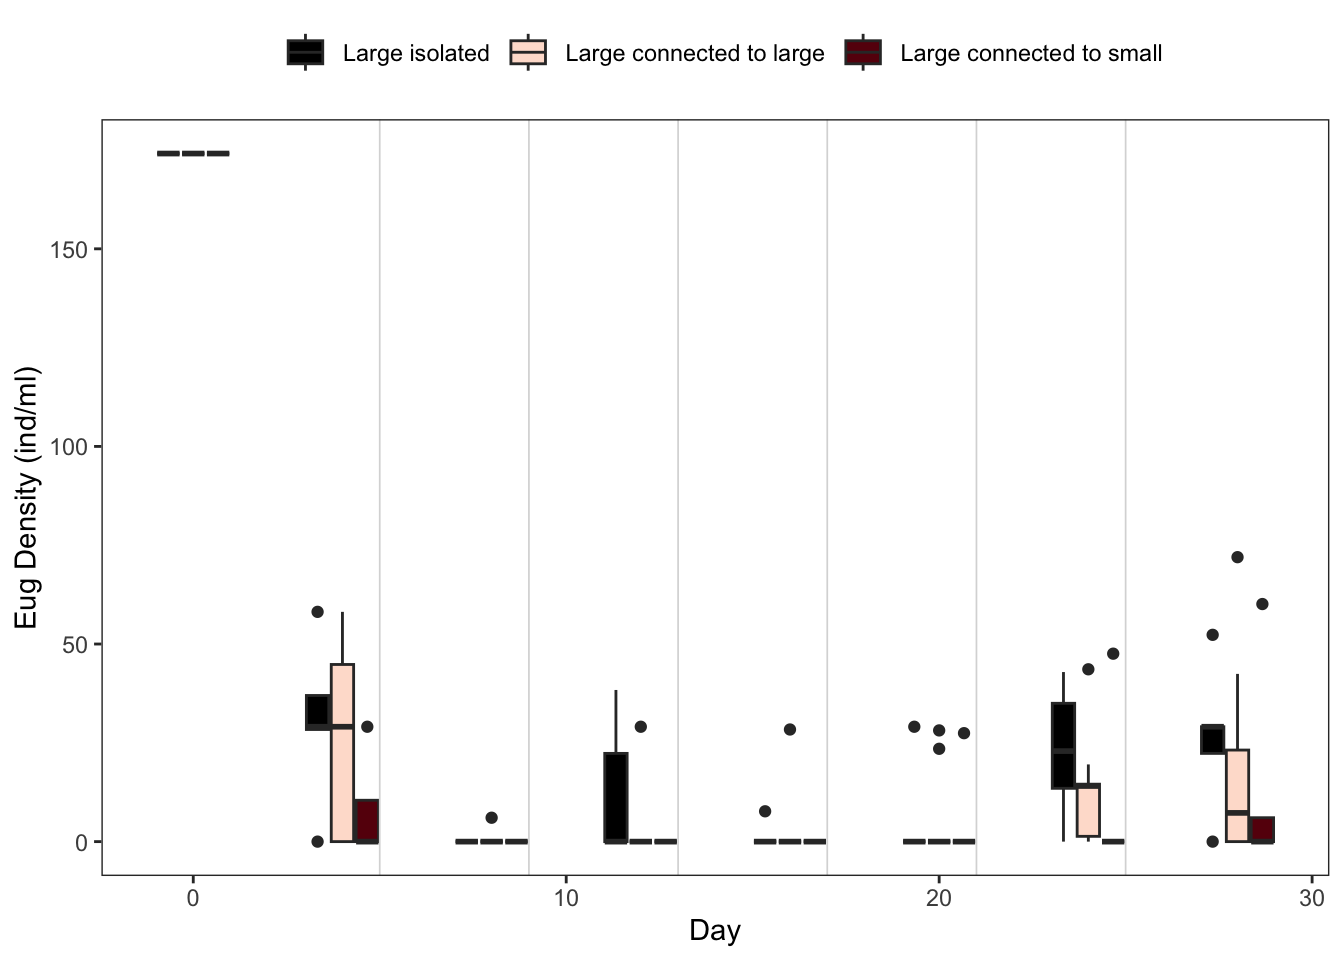 Large isolated Large connected to large Large connected to small
Eug Density (ind/ml)
150
100
50
0
0 10 20 30
Day